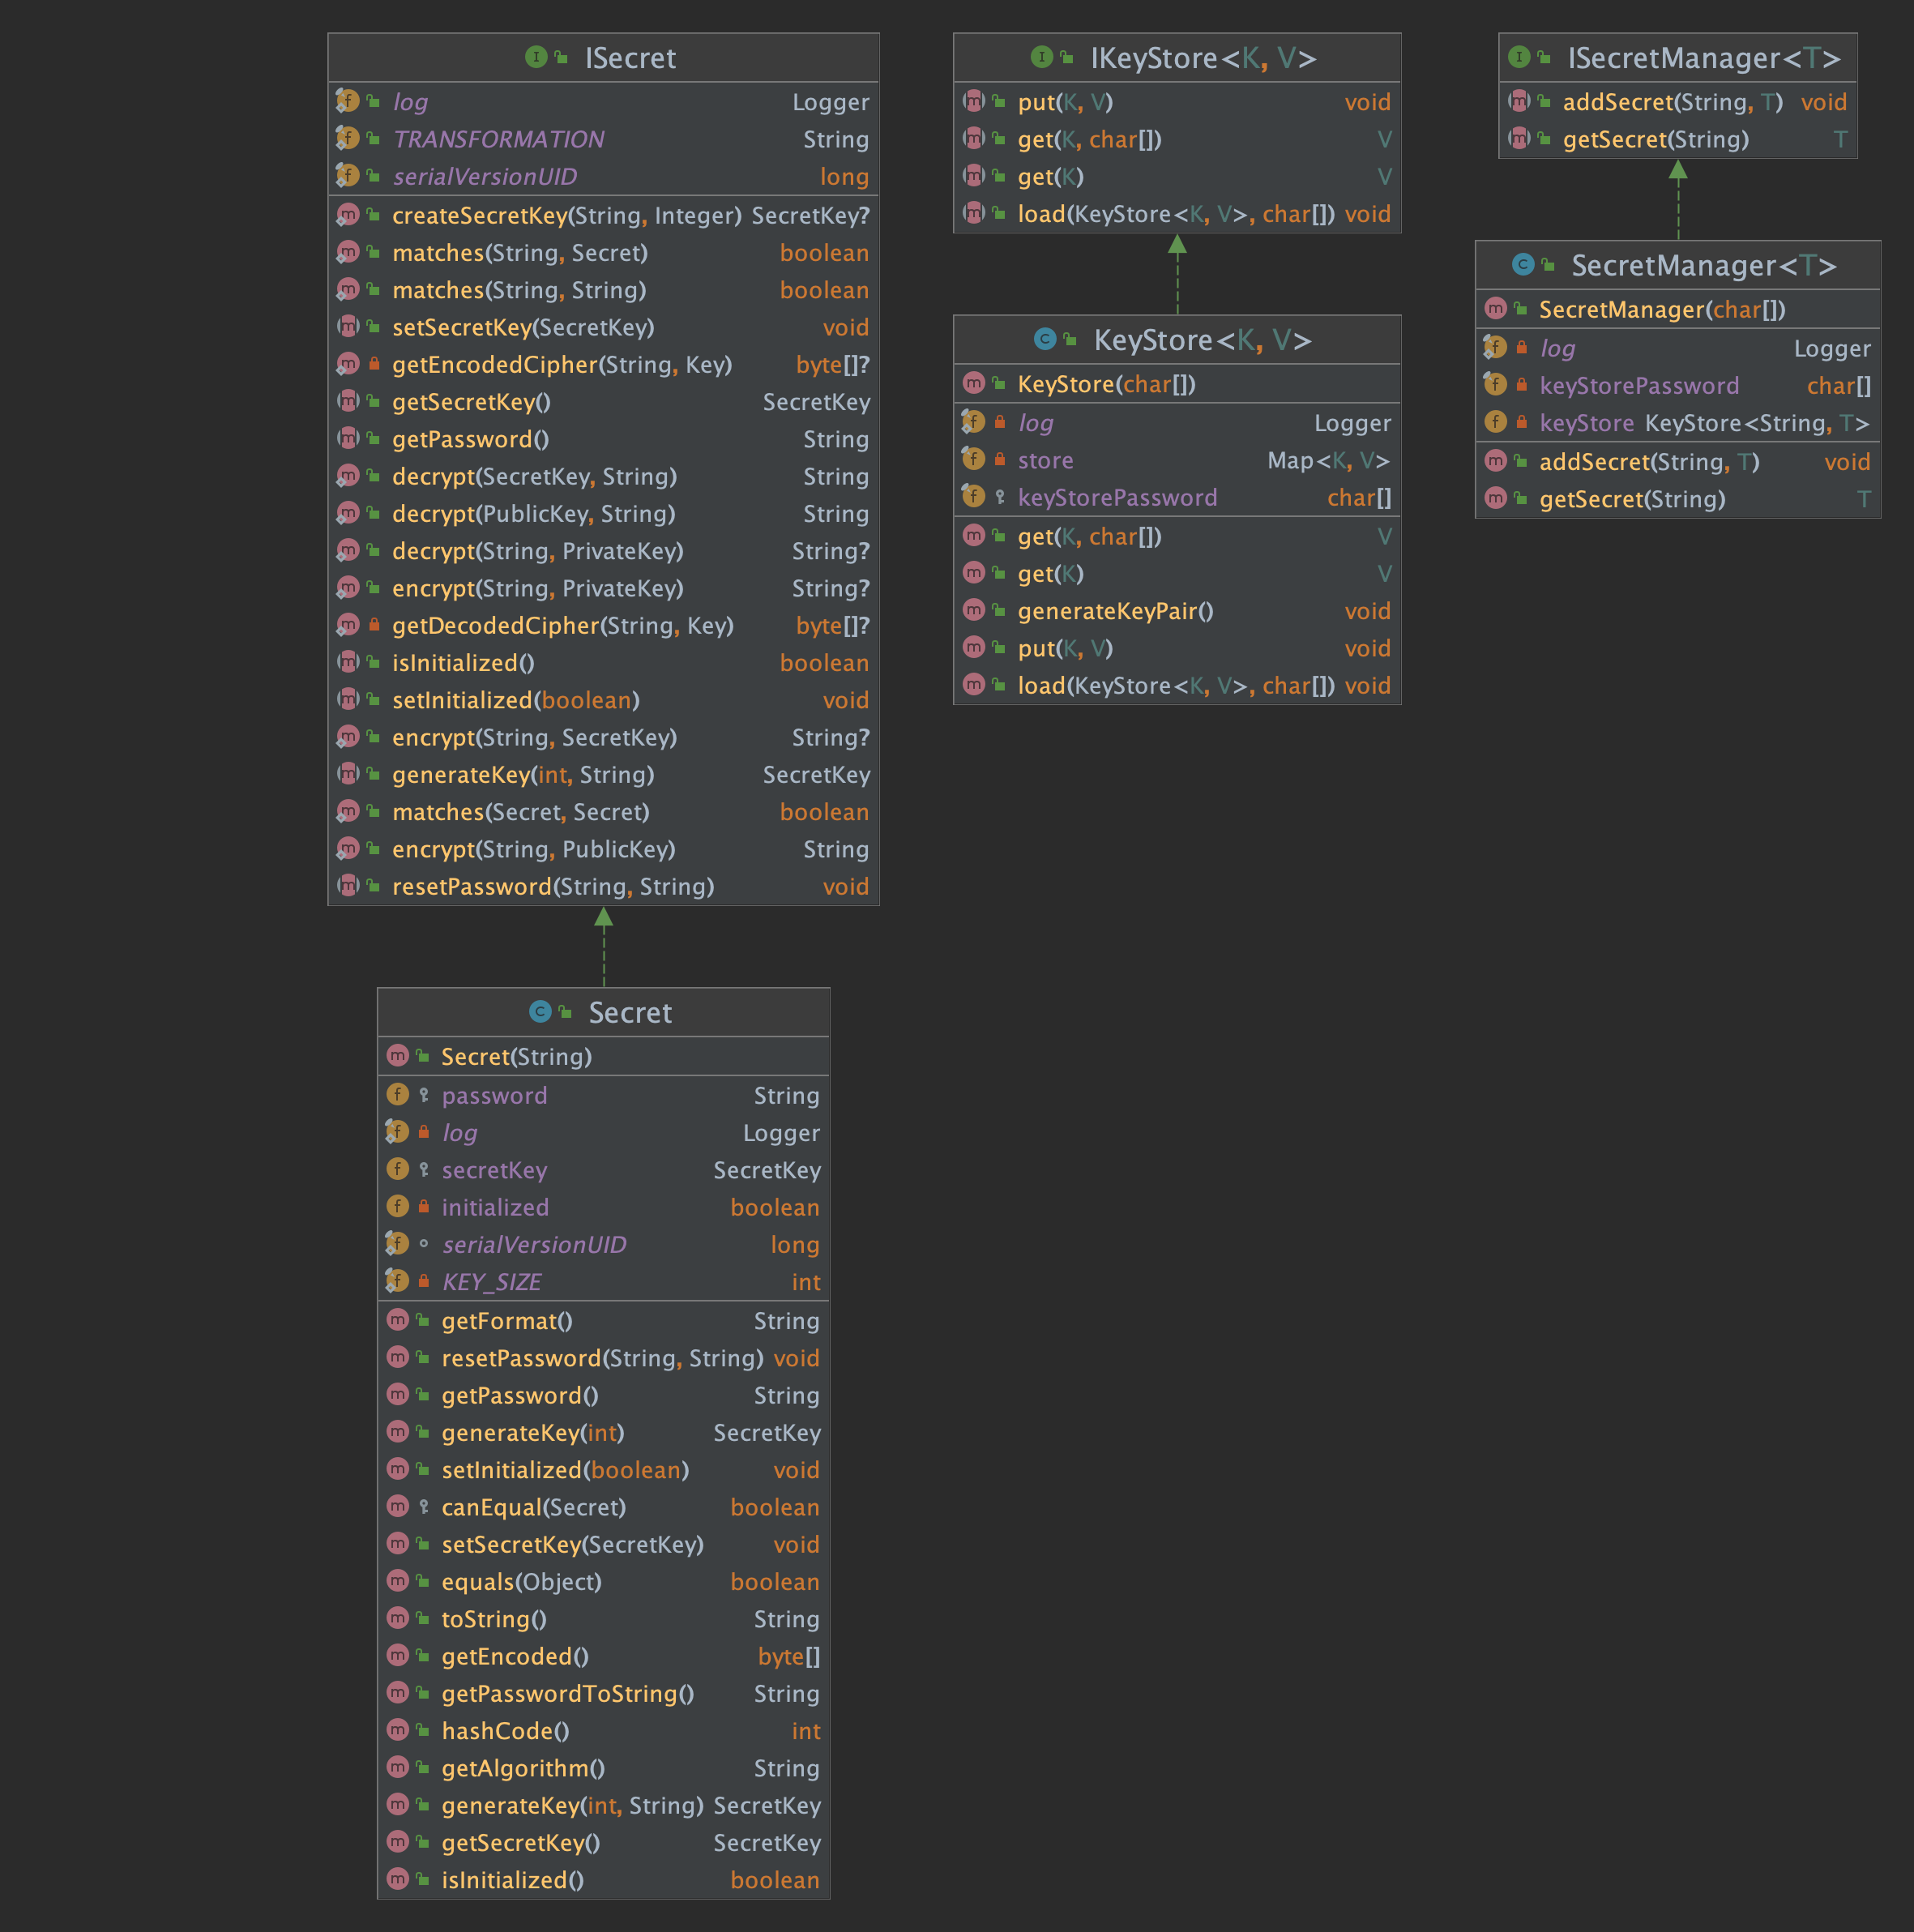 ISecret
log Logger
TRANSFORMATION String
serialVersionUID long
createSecretKey(String, Integer) SecretKey?
matches(String, Secret) boolean
matches(String, String) boolean
setSecretKey(SecretKey) void
getEncodedCipher(String, Key) byte[]?
getSecretKey() SecretKey
getPassword() String
decrypt(SecretKey, String) String
decrypt(PublicKey, String) String
decrypt(String, PrivateKey) String?
encrypt(String, PrivateKey) String?
getDecodedCipher(String, Key) byte[]?
isInitialized() boolean
setInitialized(boolean) void
encrypt(String, SecretKey) String?
generateKey(int, String) SecretKey
matches(Secret, Secret) boolean
encrypt(String, PublicKey) String
resetPassword(String, String) void
Secret
Secret(String)
password String
log Logger
secretKey SecretKey
initialized boolean
serialVersionUID long
KEY_SIZE int
getFormat() String
resetPassword(String, String) void
getPassword() String
generateKey(int) SecretKey
setInitialized(boolean) void
canEqual(Secret) boolean
setSecretKey(SecretKey) void
equals(Object) boolean
toString() String
getEncoded() byte[]
getPasswordToString() String
hashCode() int
getAlgorithm() String
generateKey(int, String) SecretKey
getSecretKey() SecretKey
isInitialized() boolean
IKeyStore<K, V>
put(K, V) void
get(K, char[]) V
get(K) V
load(KeyStore<K, V>, char[]) void
KeyStore<K, V>
KeyStore(char[])
log Logger
store Map<K, V>
keyStorePassword char[]
get(K, char[]) V
get(K) V
generateKeyPair() void
put(K, V) void
load(KeyStore<K, V>, char[]) void
ISecretManager<T>
addSecret(String, T) void
getSecret(String) T
SecretManager<T>
SecretManager(char[])
log Logger
keyStorePassword char[]
keyStore KeyStore<String, T>
addSecret(String, T) void
getSecret(String) T